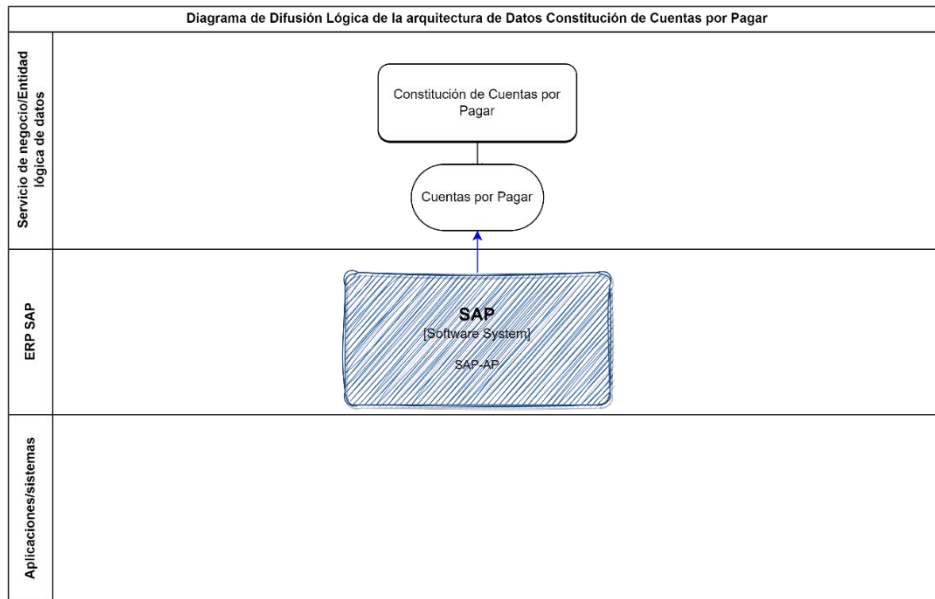 Diagrama de Difusión Lógica de la arquitectura de Datos Constitución de Cuentas por Pagar
Servicio de negocio/Entidad
lógica de datos
Constitución de Cuentas por
Pagar
Cuentas por Pagar
ERP SAP
SAP
[Software System]
SAP-AP
Aplicaciones/sistemas